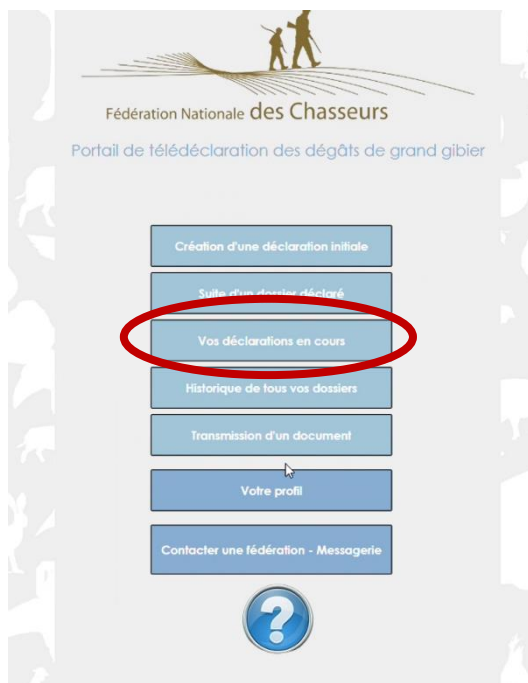 Fédération Nationale des Chasseurs
Portail de télédéclaration des dégâts de grand gibier
Création d'une déclaration initiale
Suite d'un dossier déclaré
Vos déclarations en cours
Historique de tous vos dossiers
Transmission d'un document
Votre profil
Contacter une fédération - Messagerie
?